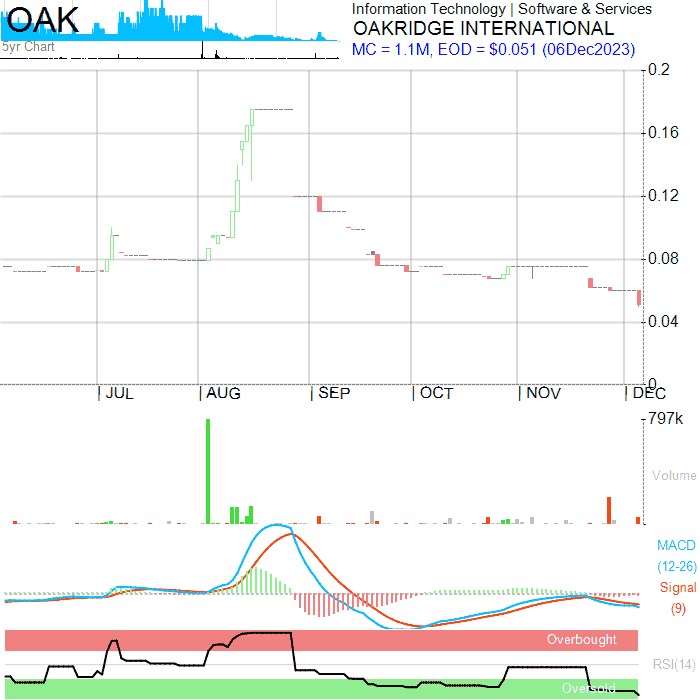 OAK
5yr Chart
Information Technology | Software & Services
OAKRIDGE INTERNATIONAL
MC = 1.1M, EOD = $0.051 (06Dec2023)
0.2
0.16
0.12
0.08
0.04
0
JUL
AUG
SEP
OCT
NOV
DEC
797k
Volume
MACD
(12-26)
Signal
(9)
Overbought
RSI(14)
Oversold